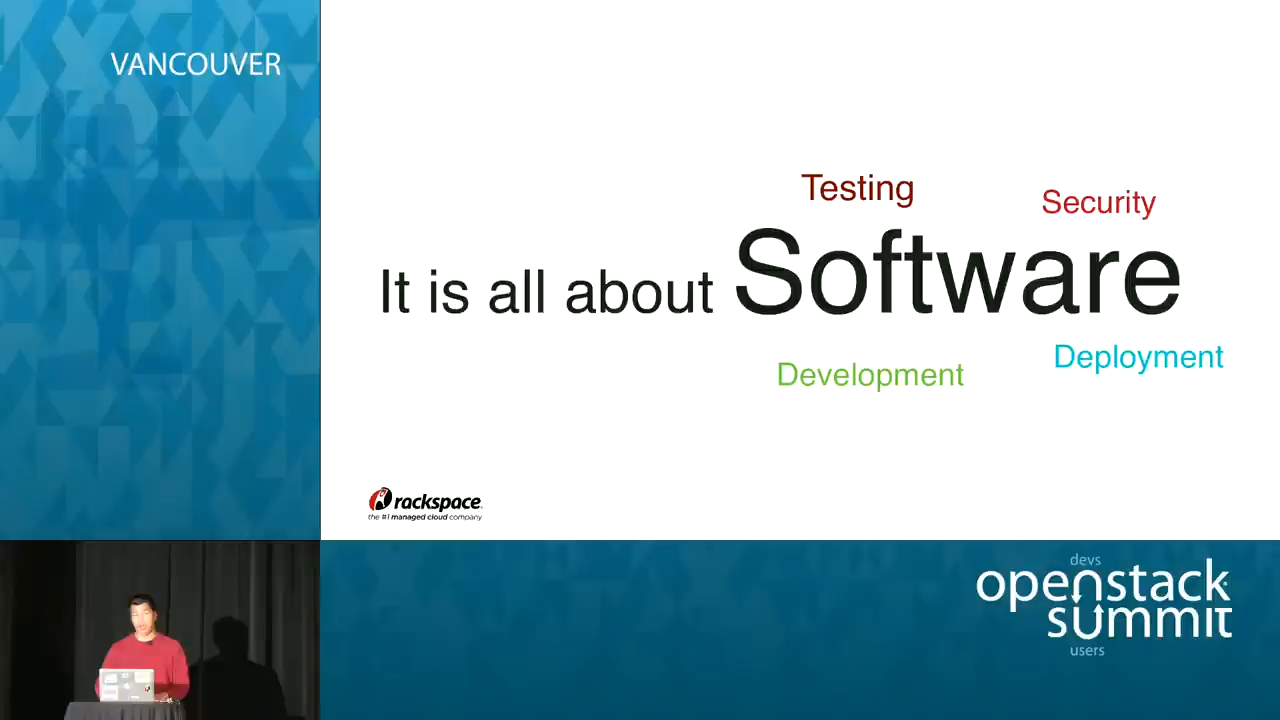 VANCOUVER
Testing
Security
It is all about Software
Development
Deployment
rackspace
the #1 managed cloud company
devs
openstack
summit
users